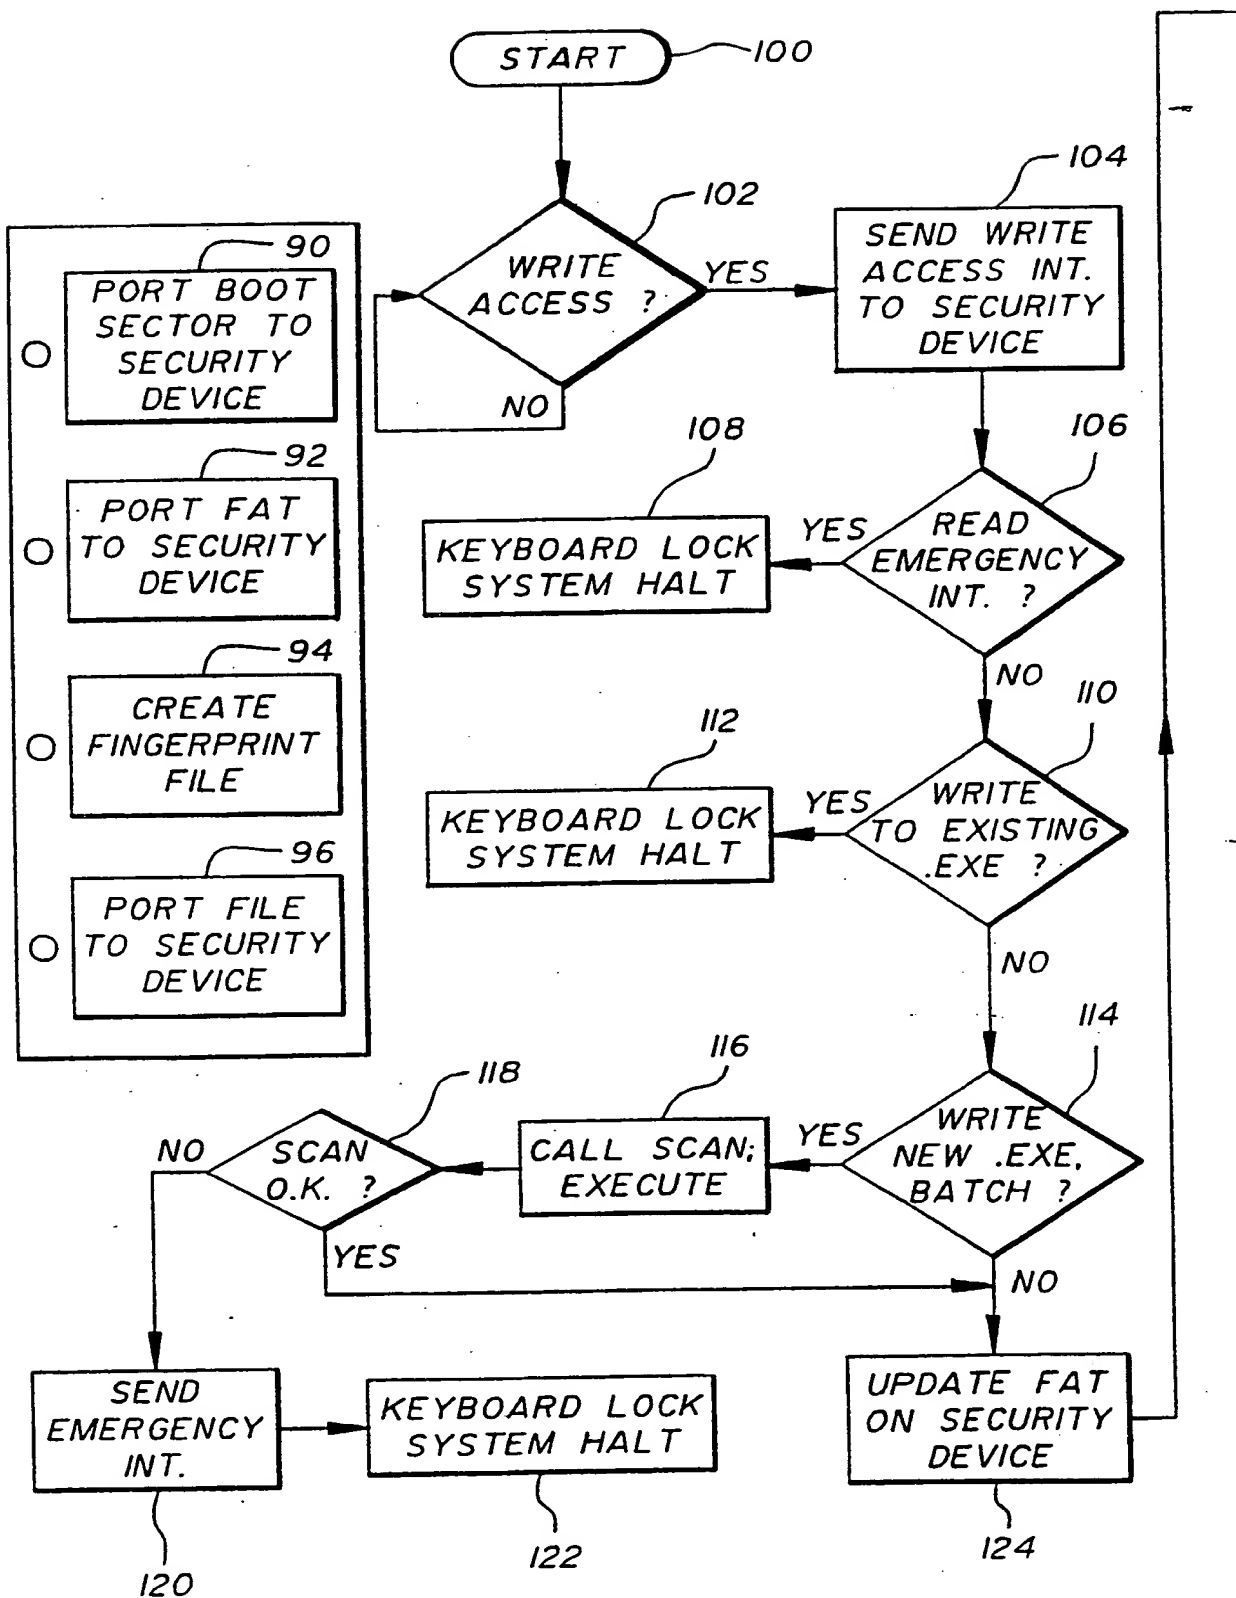 START
100
102
WRITE
ACCESS ?
YES
NO
104
SEND WRITE
ACCESS INT.
TO SECURITY
DEVICE
90
PORT BOOT
SECTOR TO
SECURITY
DEVICE
92
PORT FAT
TO SECURITY
DEVICE
94
CREATE
FINGERPRINT
FILE
96
PORT FILE
TO SECURITY
DEVICE
106
READ
EMERGENCY
INT. ?
YES
NO
108
KEYBOARD LOCK
SYSTEM HALT
110
WRITE
TO EXISTING
.EXE ?
YES
NO
112
KEYBOARD LOCK
SYSTEM HALT
114
WRITE
NEW .EXE,
BATCH ?
YES
NO
116
CALL SCAN;
EXECUTE
118
SCAN
O.K. ?
NO
YES
SEND
EMERGENCY
INT.
120
KEYBOARD LOCK
SYSTEM HALT
122
UPDATE FAT
ON SECURITY
DEVICE
124